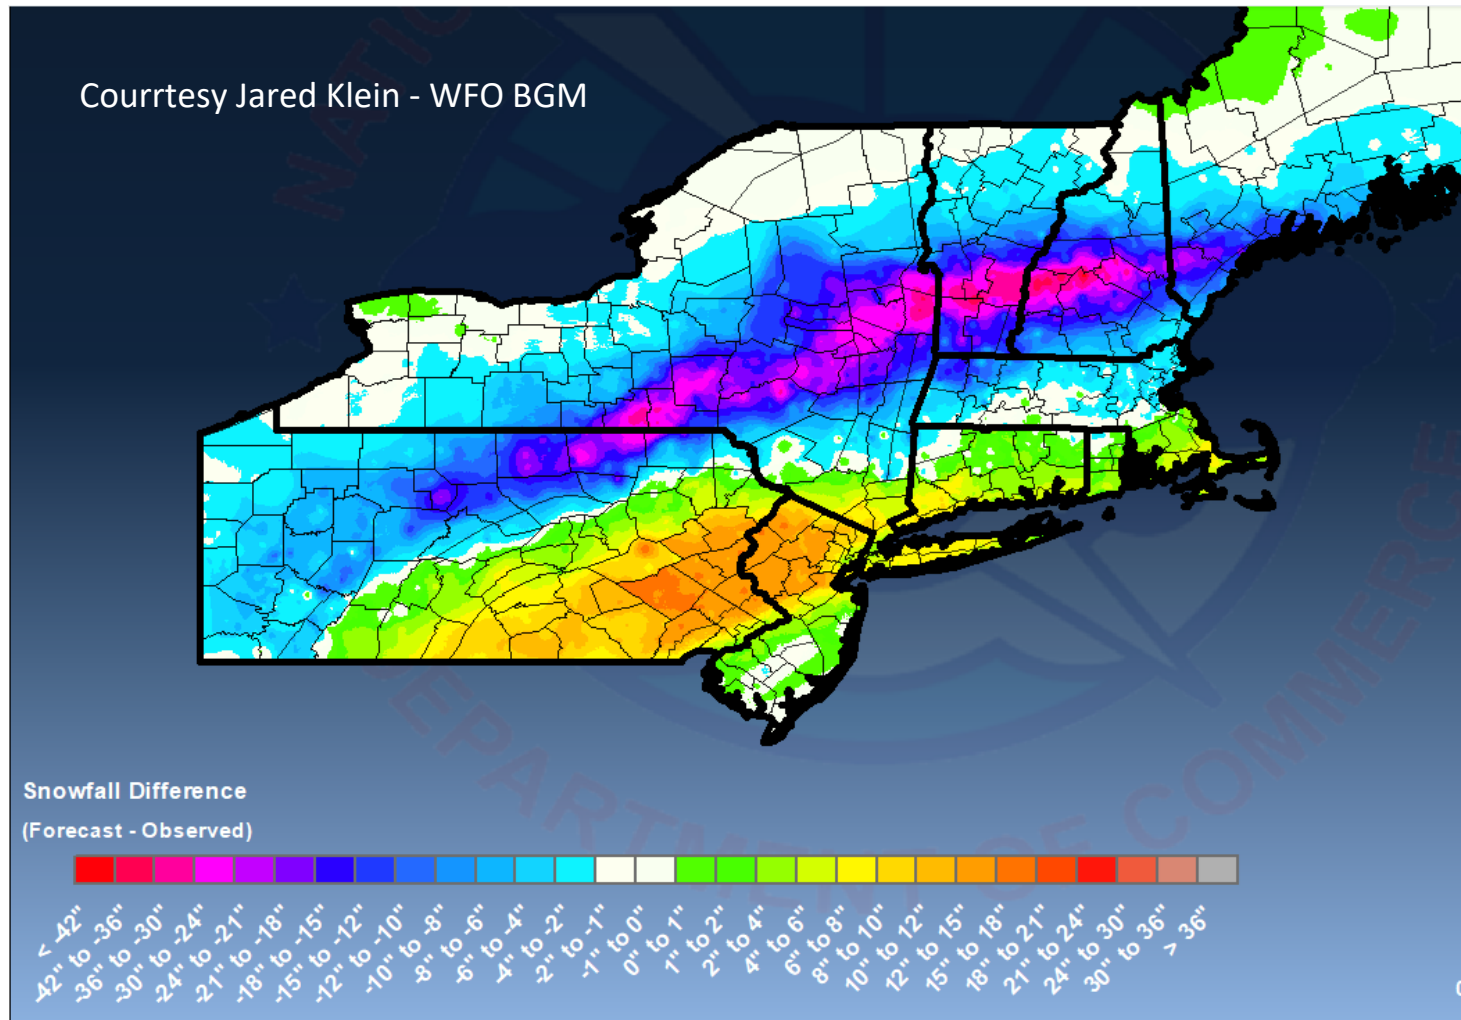 Courrtesy Jared Klein - WFO BGM
NATIO
DEPARTMENT OF COMMERCE
Snowfall Difference
(Forecast - Observed)
< -42"
-42" to -36"
-36" to -30"
-30" to -24"
-24" to -21"
-21" to -18"
-18" to -15"
-15" to -12"
-12" to -10"
-10" to -8"
-8" to -6"
-6" to -4"
-4" to -2"
-2" to -1"
-1" to 0"
0" to 1"
1" to 2"
2" to 4"
4" to 6"
6" to 8"
8" to 10"
10" to 12"
12" to 15"
15" to 18"
18" to 21"
21" to 24"
24" to 30"
30" to 36"
> 36"